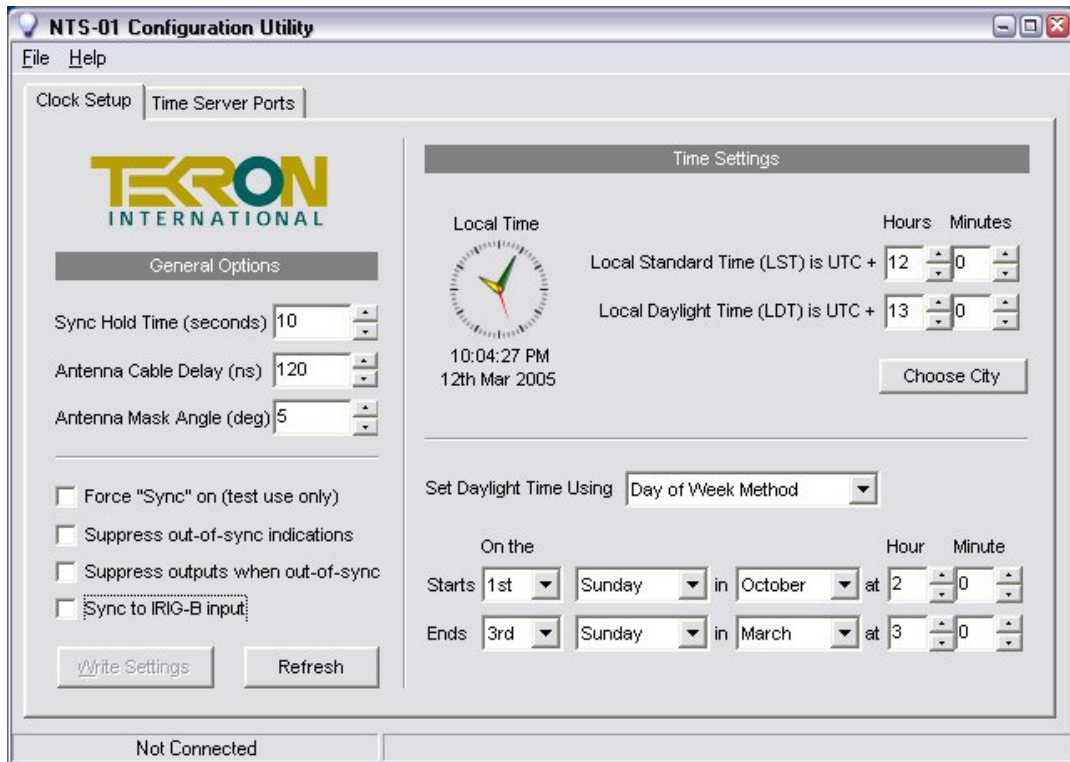 NTS-01 Configuration Utility
File Help
Clock Setup
Time Server Ports
TEKRON
INTERNATIONAL
General Options
Sync Hold Time (seconds) 10
Antenna Cable Delay (ns) 120
Antenna Mask Angle (deg) 5
Force "Sync" on (test use only)
Suppress out-of-sync indications
Suppress outputs when out-of-sync
Sync to IRIG-B input
Write Settings
Refresh
Time Settings
Local Time
10:04:27 PM
12th Mar 2005
Hours Minutes
Local Standard Time (LST) is UTC + 12 0
Local Daylight Time (LDT) is UTC + 13 0
Choose City
Set Daylight Time Using Day of Week Method
On the Hour Minute
Starts 1st Sunday in October at 2 0
Ends 3rd Sunday in March at 3 0
Not Connected